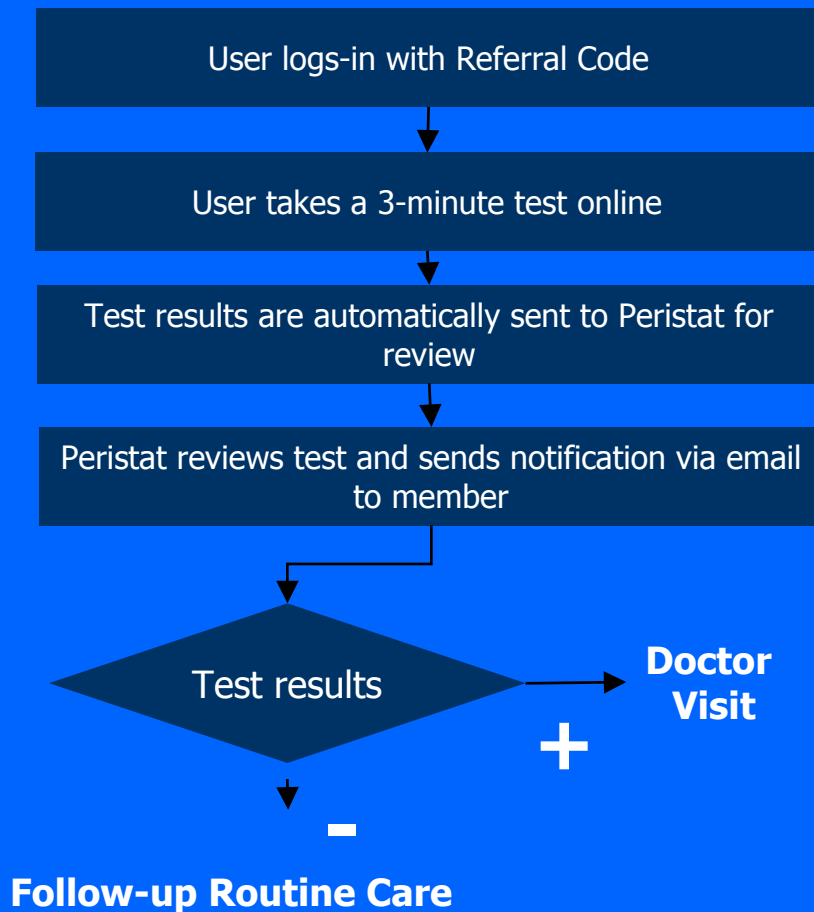 User logs-in with Referral Code
User takes a 3-minute test online
Test results are automatically sent to Peristat for
review
Peristat reviews test and sends notification via email
to member
Test results
Doctor
Visit
+
-
Follow-up Routine Care